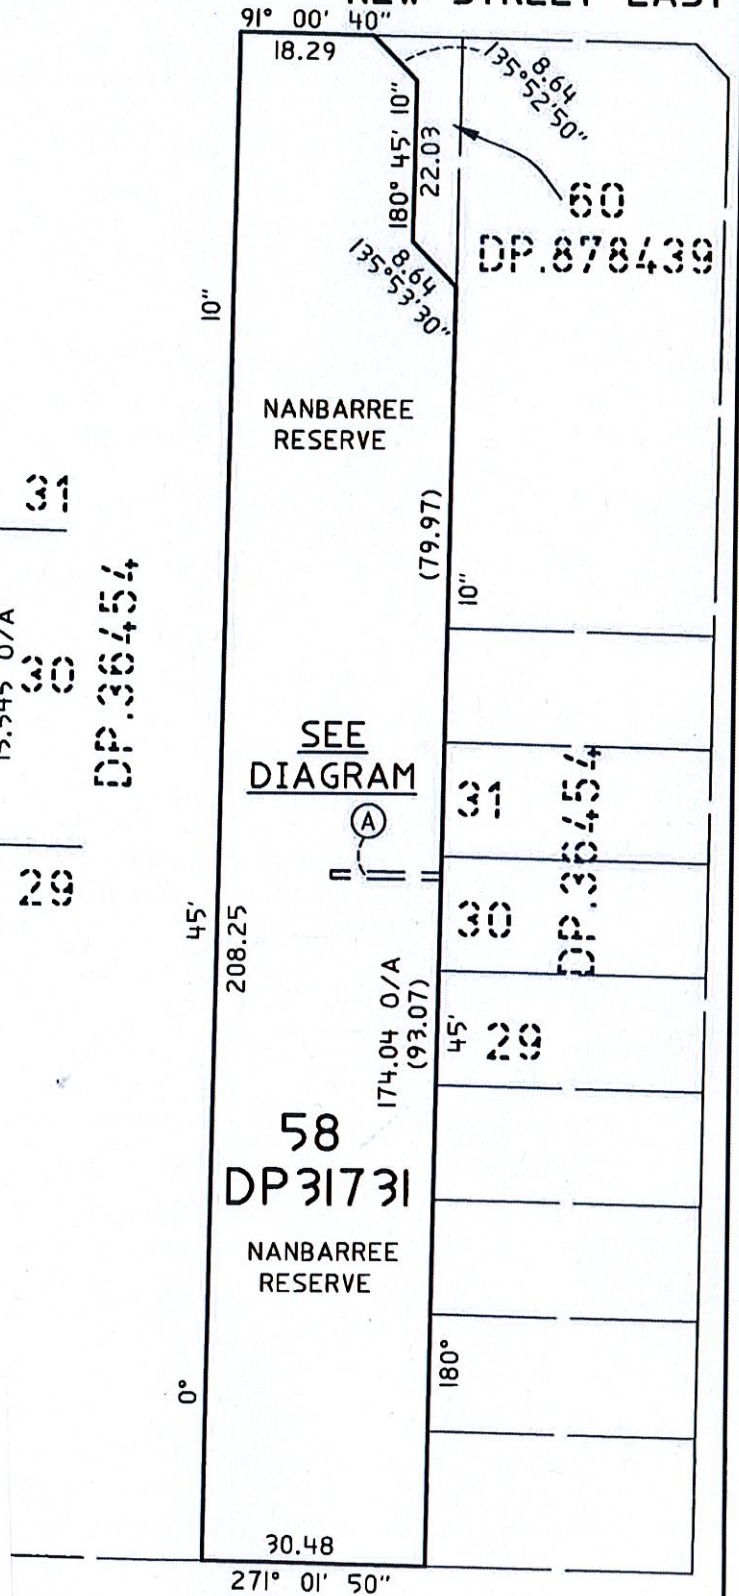 NEW STREET EAST
91° 00' 40"
18.29
8.64
135°52'50"
180° 45' 10"
22.03
60
DP.878439
8.64
135°53'30"
10"
NANBARREE
RESERVE
(79.97)
10"
31
DP.36454
15.545 O/A
30
29
SEE
DIAGRAM
A
31
DP.36454
30
45'
208.25
174.04 O/A
(93.07)
45'
29
58
DP31731
NANBARREE
RESERVE
0°
180°
30.48
271° 01' 50"